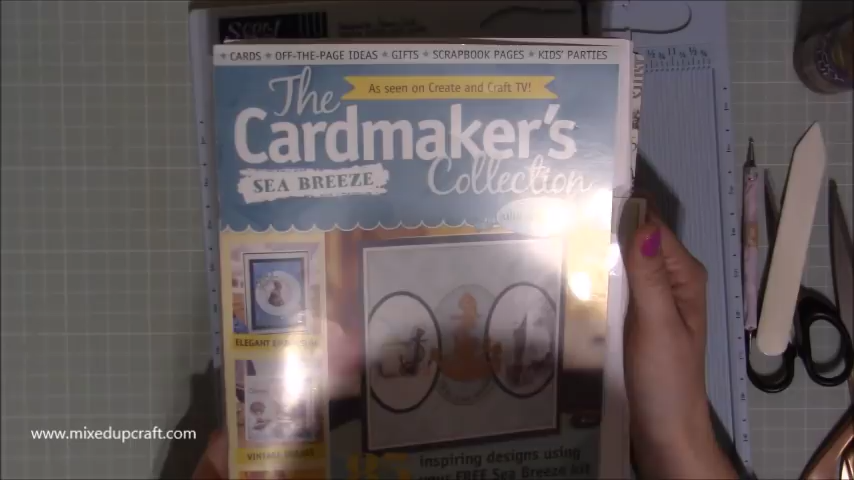 ★ CARDS ★ OFF-THE-PAGE IDEAS ★ GIFTS ★ SCRAPBOOK PAGES ★ KIDS' PARTIES
As seen on Create and Craft TV!
The
Cardmaker's
SEA BREEZE
Collection
ELEGANT
VINTAGE
inspiring designs using
your FREE Sea Breeze kit
www.mixedupcraft.com